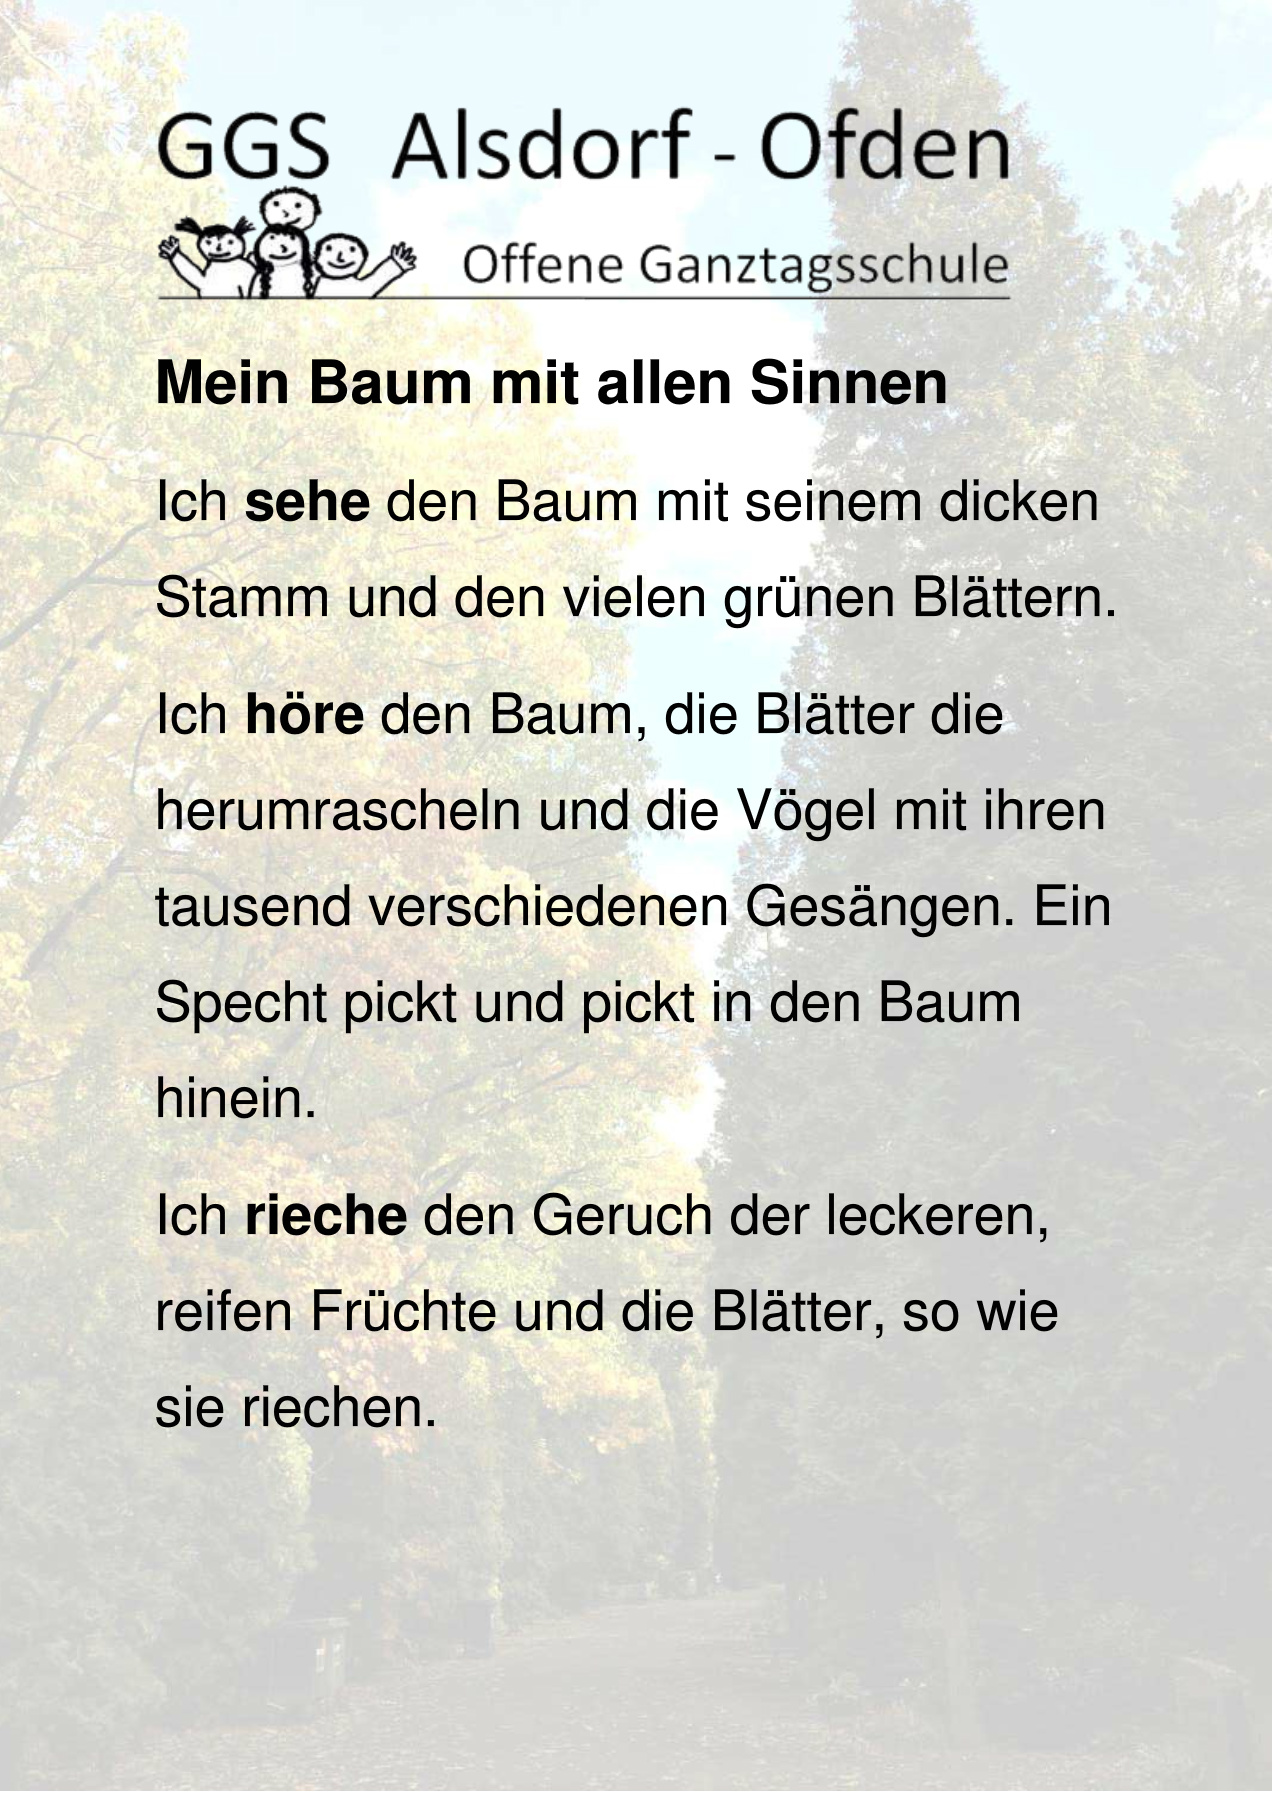 GGS Alsdorf - Ofden
Offene Ganztagsschule
Mein Baum mit allen Sinnen
Ich sehe den Baum mit seinem dicken
Stamm und den vielen grünen Blättern.
Ich höre den Baum, die Blätter die
herumrascheln und die Vögel mit ihren
tausend verschiedenen Gesängen. Ein
Specht pickt und pickt in den Baum
hinein.
Ich rieche den Geruch der leckeren,
reifen Früchte und die Blätter, so wie
sie riechen.